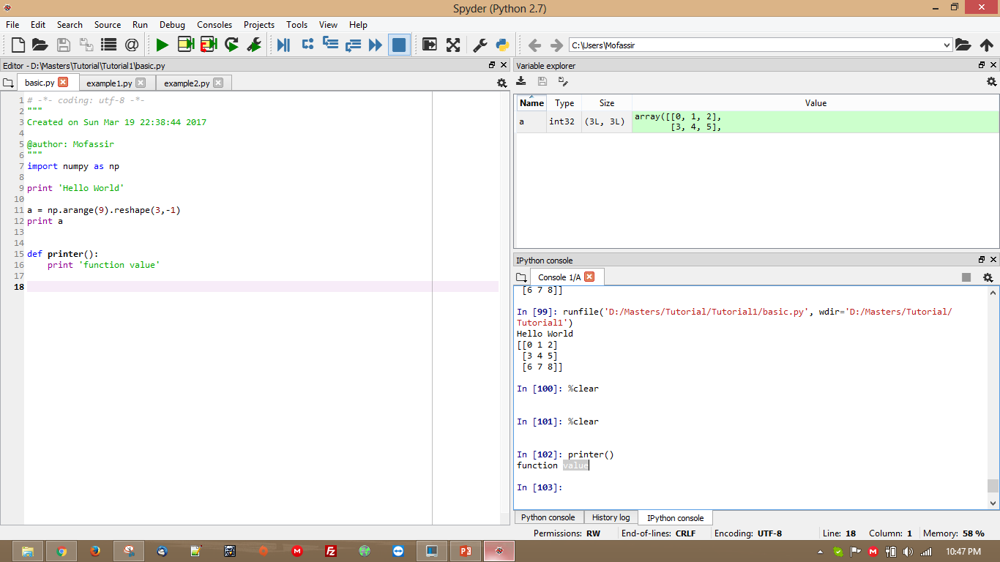 Spyder (Python 2.7)
File Edit Search Source Run Debug Consoles Projects Tools View Help
C:\Users\Mofassir
Editor - D:\Masters\Tutorial\Tutorial1\basic.py
basic.py example1.py example2.py
1 # -*- coding: utf-8 -*-
2 """
3 Created on Sun Mar 19 22:38:44 2017
4
5 @author: Mofassir
6 """
7 import numpy as np
8
9 print 'Hello World'
10
11 a = np.arange(9).reshape(3,-1)
12 print a
13
14
15 def printer():
16     print 'function value'
17
18
Variable explorer
Name Type Size Value
a int32 (3L, 3L) array([[0, 1, 2],
[3, 4, 5],
IPython console
Console 1/A
[6 7 8]]
In [99]: runfile('D:/Masters/Tutorial/Tutorial1/basic.py', wdir='D:/Masters/Tutorial/
Tutorial1')
Hello World
[[0 1 2]
[3 4 5]
[6 7 8]]
In [100]: %clear
In [101]: %clear
In [102]: printer()
function value
In [103]:
Python console History log IPython console
Permissions: RW End-of-lines: CRLF Encoding: UTF-8 Line: 18 Column: 1 Memory: 58 %
10:47 PM